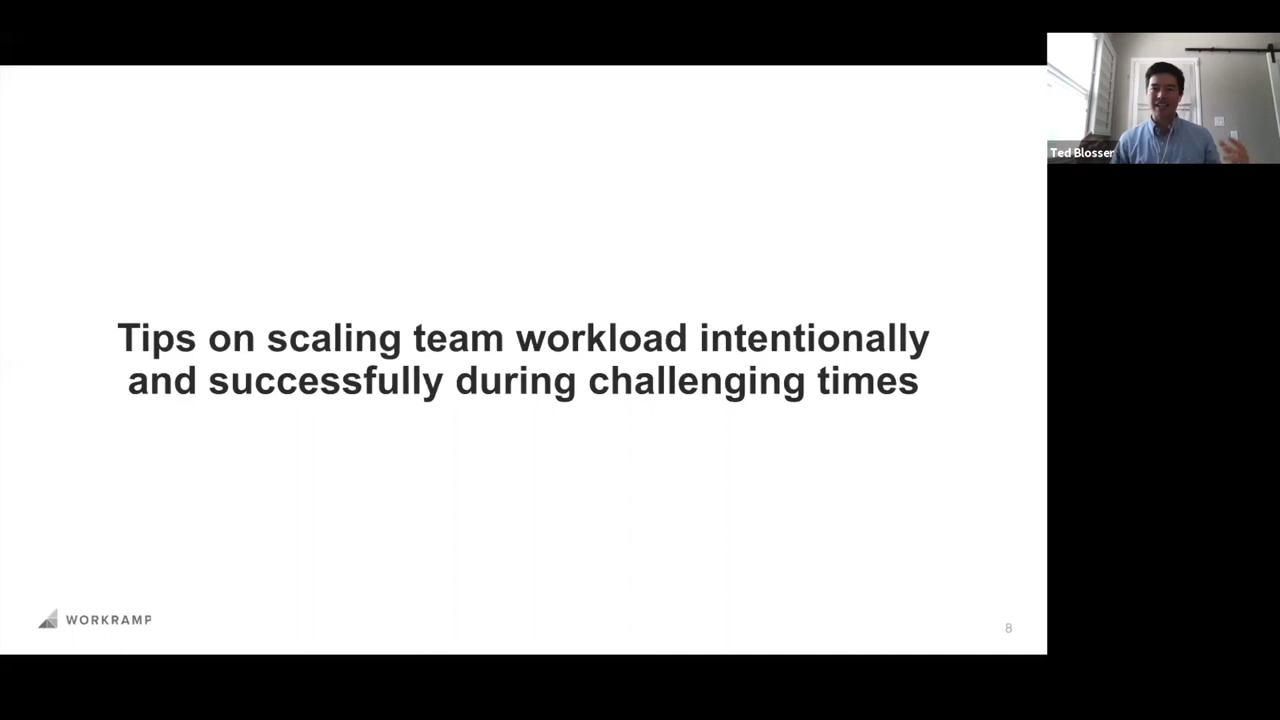 Ted Blosser
Tips on scaling team workload intentionally
and successfully during challenging times
WORKRAMP
8